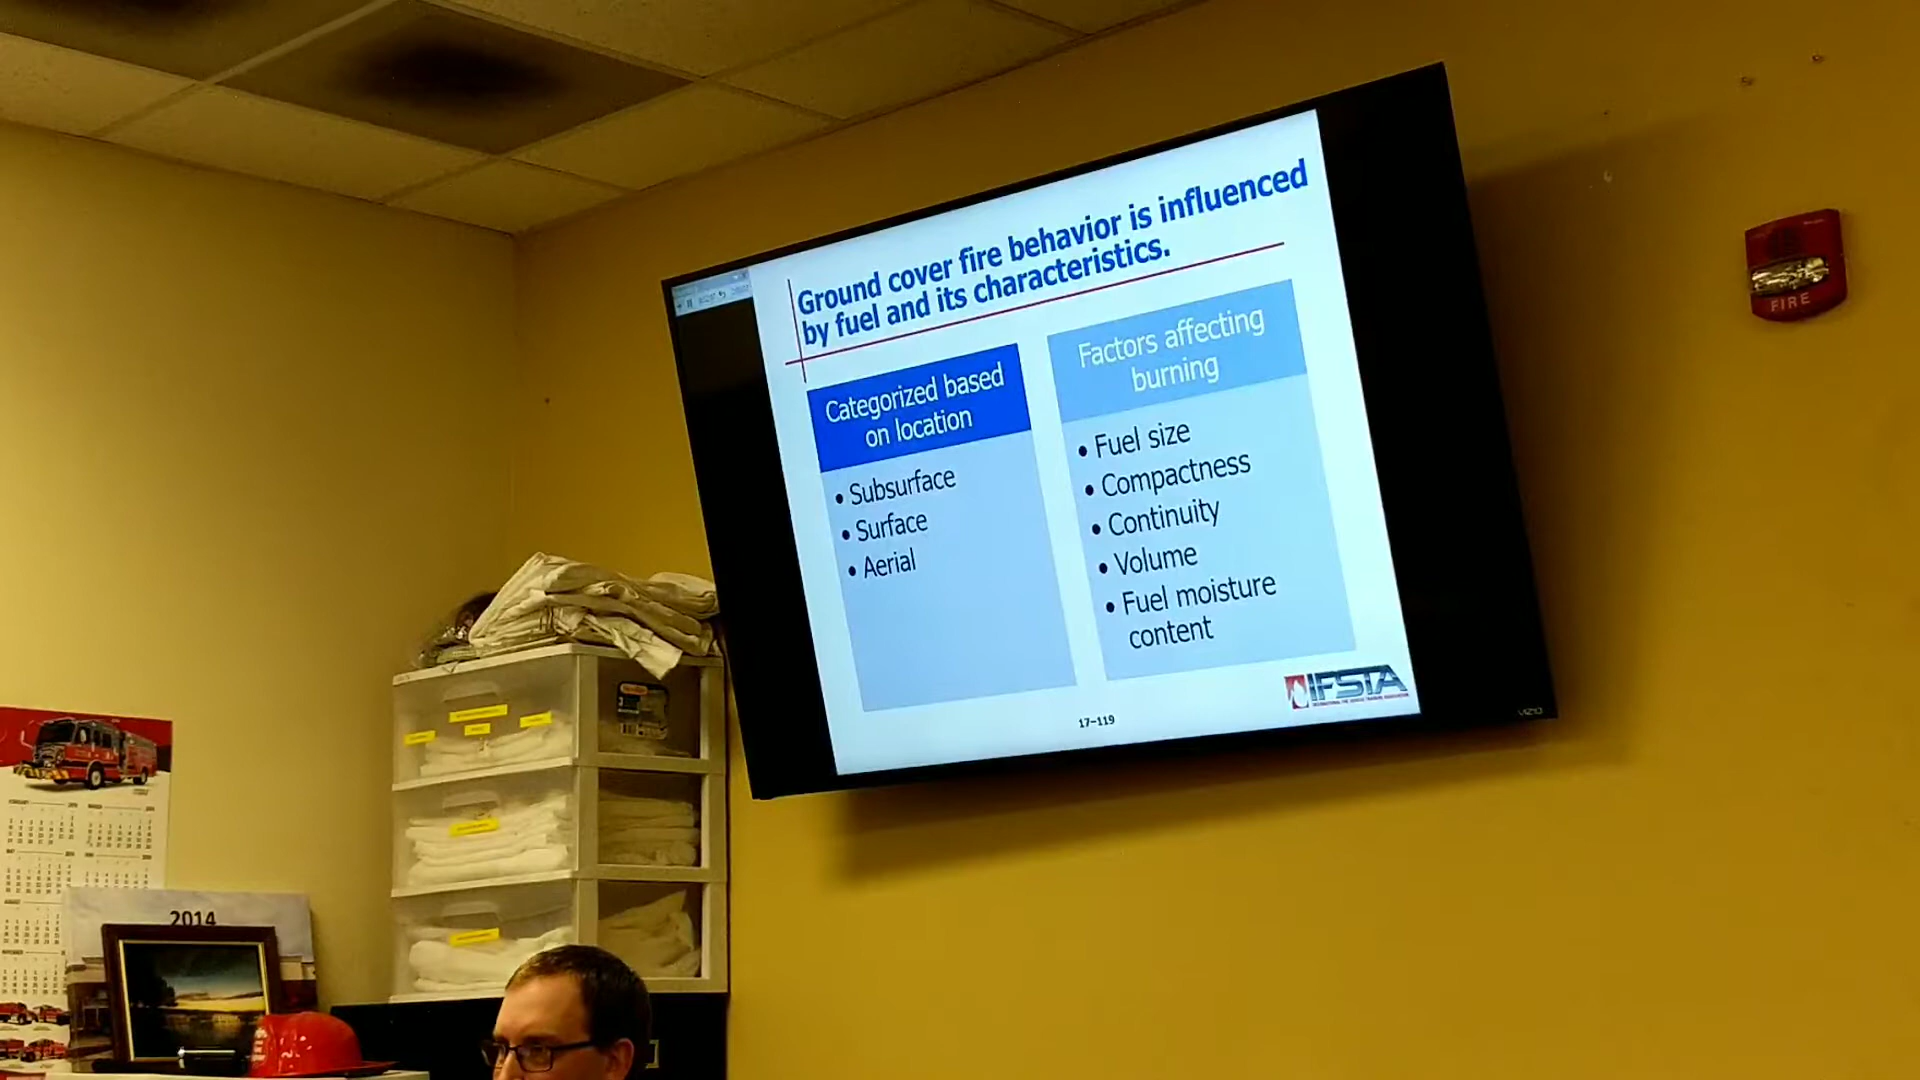 Ground cover fire behavior is influenced
by fuel and its characteristics.
Categorized based
on location
• Subsurface
• Surface
• Aerial
Factors affecting
burning
• Fuel size
• Compactness
• Continuity
• Volume
• Fuel moisture
content
IFSTA
17-119
VIZIO
FIRE
2014